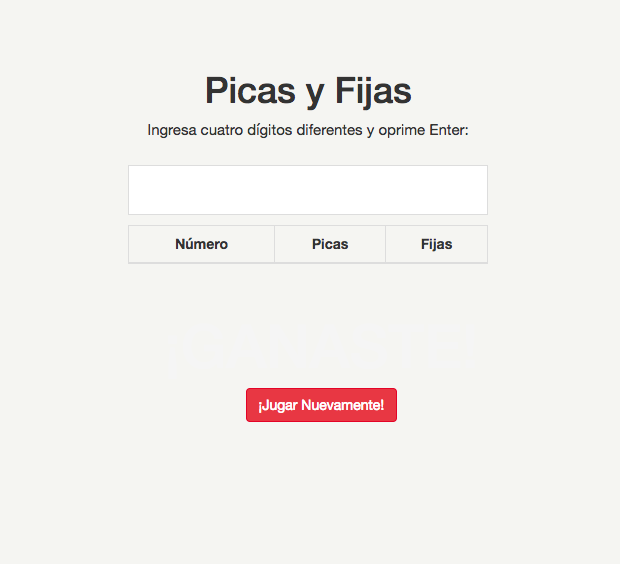 Picas y Fijas
Ingresa cuatro dígitos diferentes y oprime Enter:
Número Picas Fijas
¡Jugar Nuevamente!